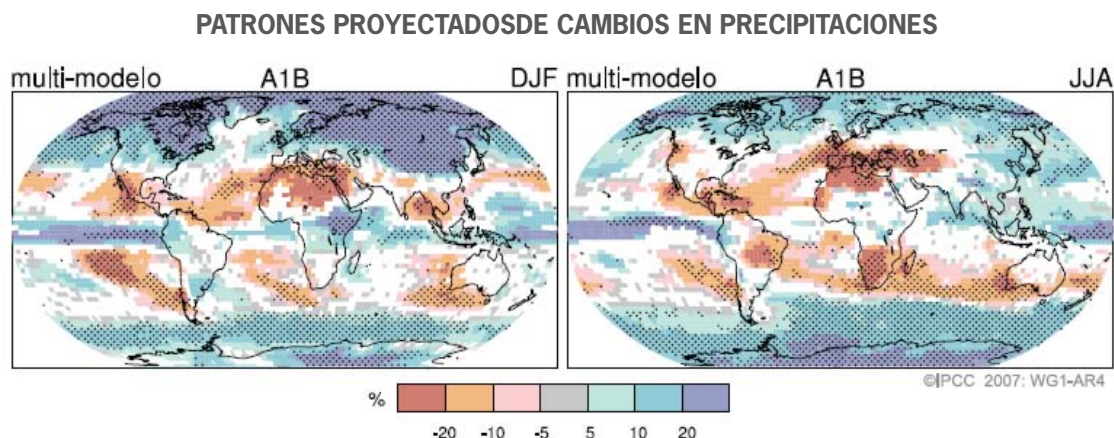 PATRONES PROYECTADOSDE CAMBIOS EN PRECIPITACIONES
multi-modelo A1B DJF
multi-modelo A1B JJA
©IPCC 2007: WG1-AR4
%
-20 -10 -5 5 10 20